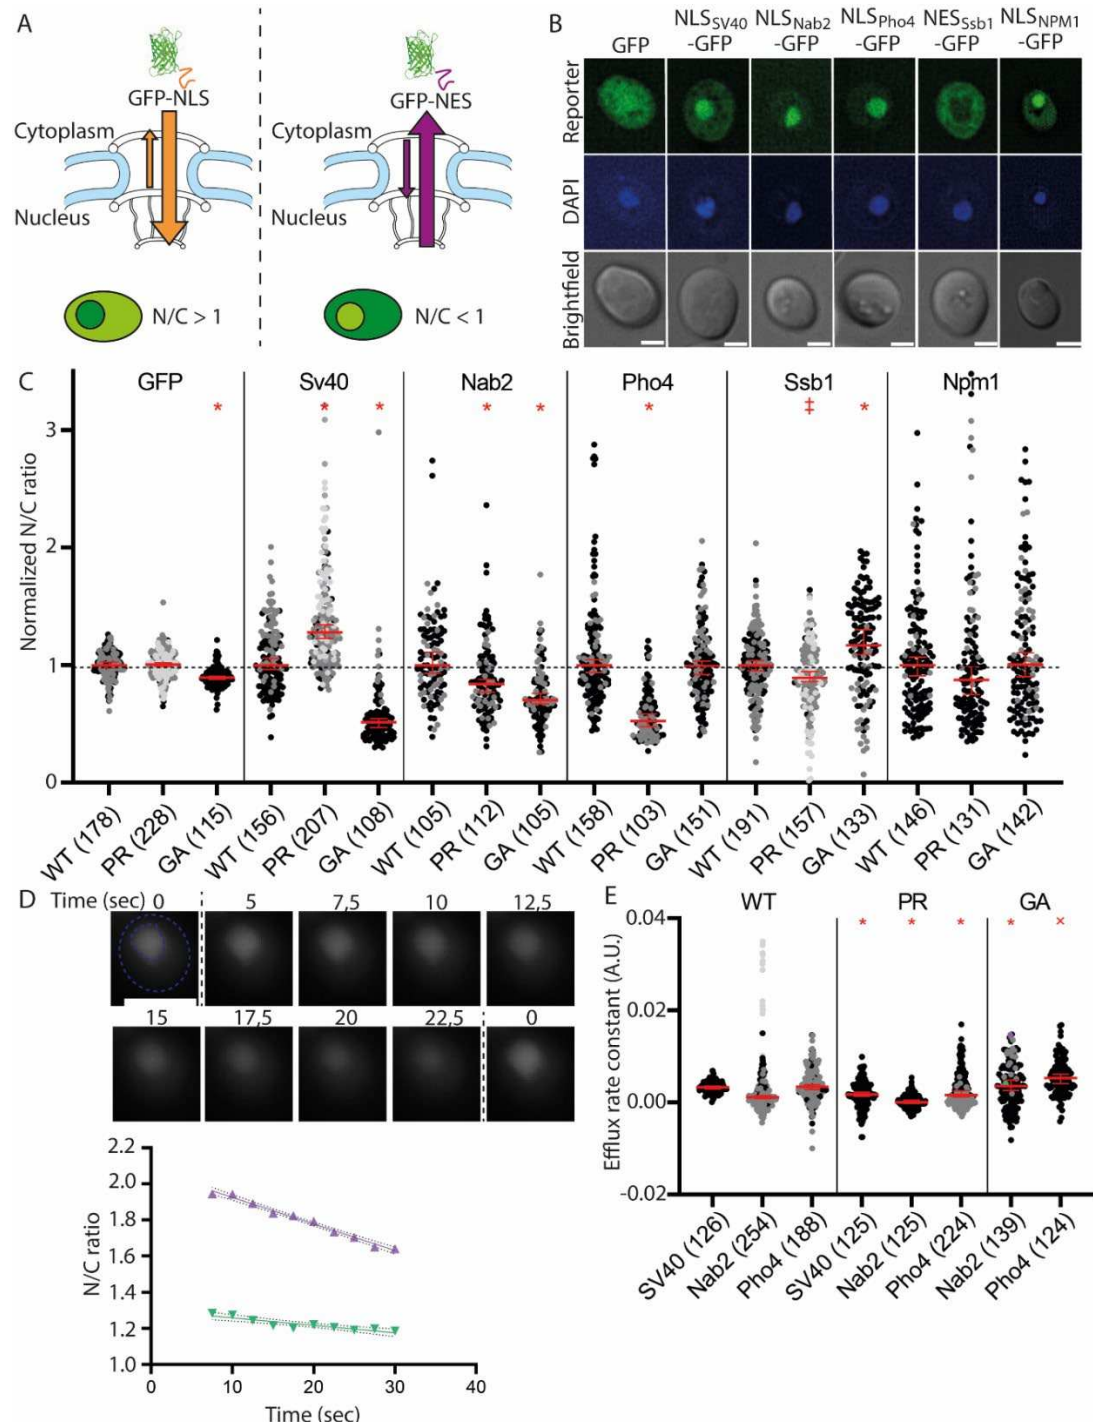 A
GFP-NLS
Cytoplasm
Nucleus
N/C > 1
GFP-NES
Cytoplasm
Nucleus
N/C < 1
B
GFP
NLSSV40
-GFP
NLSNab2
-GFP
NLSPho4
-GFP
NESSsb1
-GFP
NLSNPM1
-GFP
Reporter
DAPI
Brightfield
C
GFP Sv40 Nab2 Pho4 Ssb1 Npm1
* * * * * * ‡ *
Normalized N/C ratio
3
2
1
0
WT (178)
PR (228)
GA (115)
WT (156)
PR (207)
GA (108)
WT (105)
PR (112)
GA (105)
WT (158)
PR (103)
GA (151)
WT (191)
PR (157)
GA (133)
WT (146)
PR (131)
GA (142)
D
Time (sec) 0 5 7,5 10 12,5
15 17,5 20 22,5 0
N/C ratio
2.2
2.0
1.8
1.6
1.4
1.2
1.0
0 10 20 30 40
Time (sec)
E
WT PR GA
* * * * ×
Efflux rate constant (A.U.)
0.04
0.02
0.00
-0.02
SV40 (126)
Nab2 (254)
Pho4 (188)
SV40 (125)
Nab2 (125)
Pho4 (224)
Nab2 (139)
Pho4 (124)